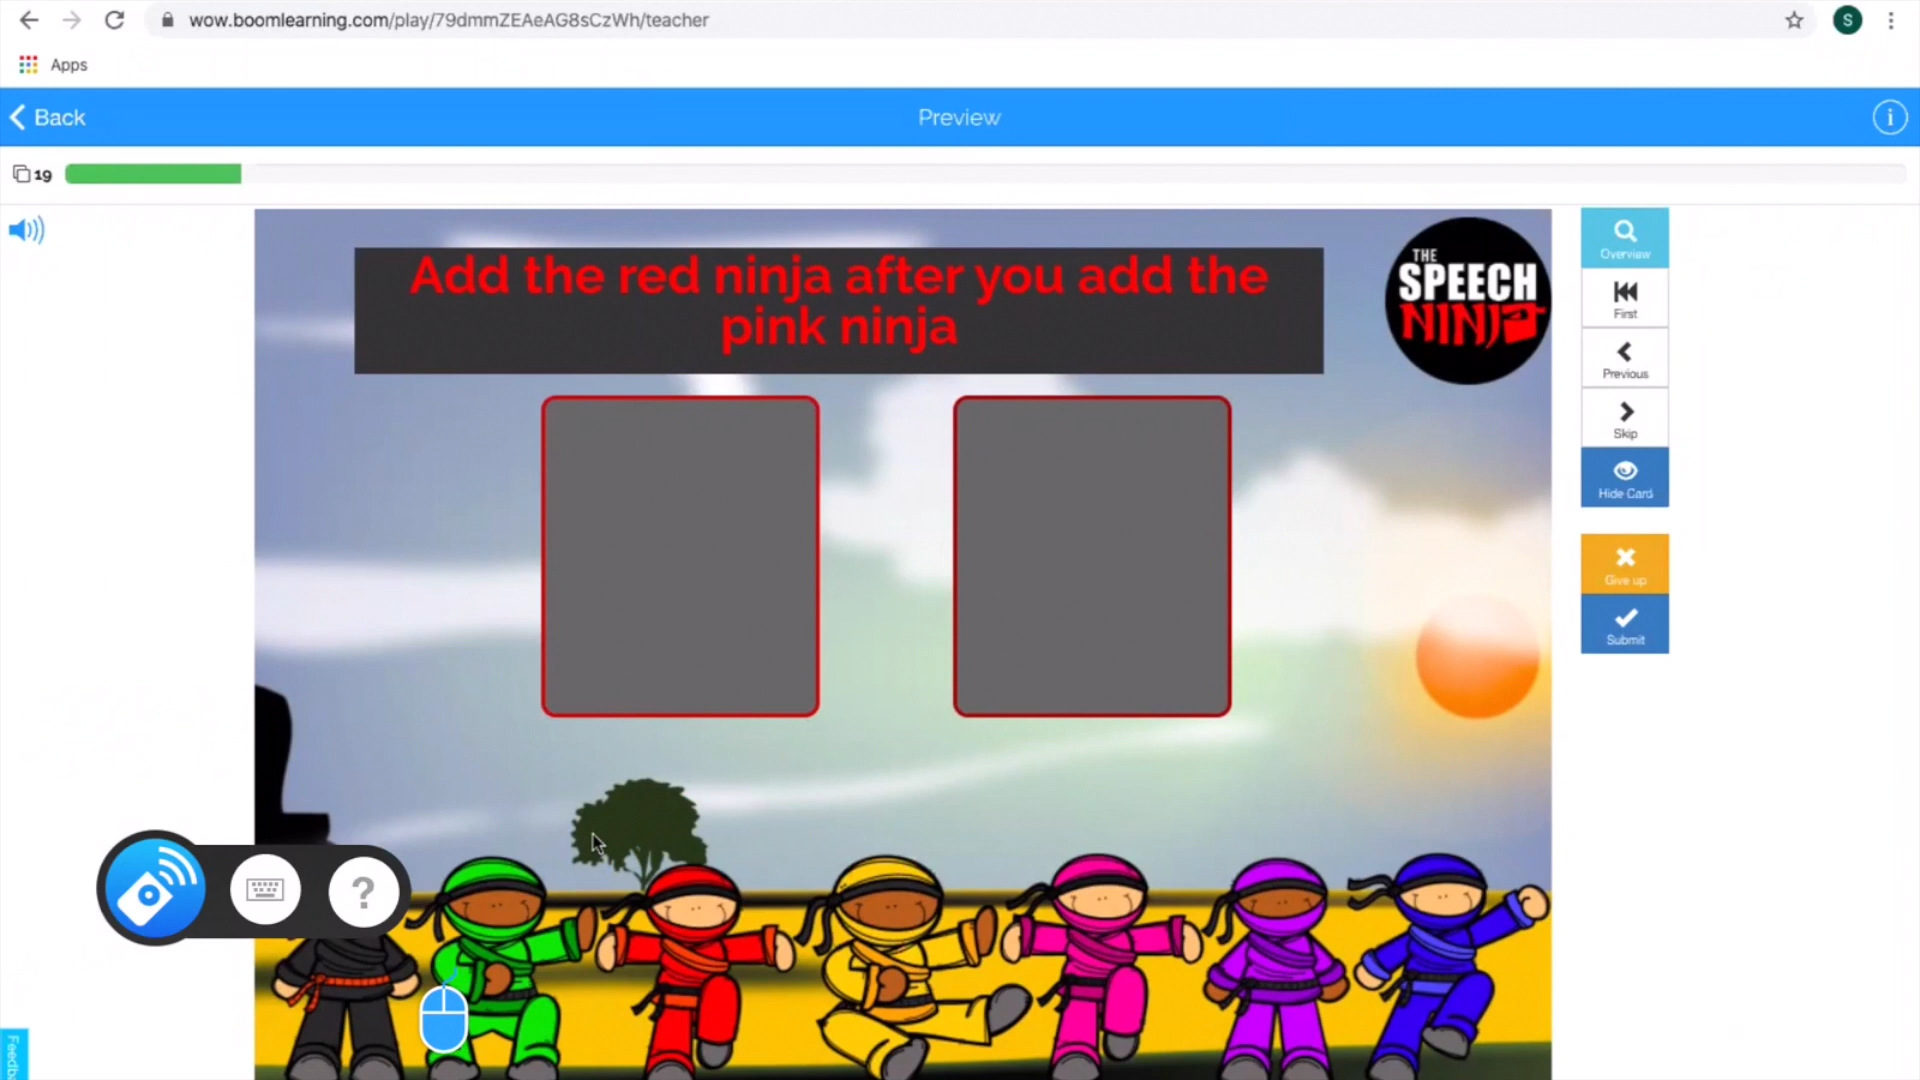 wow.boomlearning.com/play/79dmmZEAeAG8sCzWh/teacher
S
Apps
Back
Preview
i
19
Add the red ninja after you add the
pink ninja
THE
SPEECH
NINJA
Overview
First
Previous
Skip
Hide Card
Give up
Submit
?